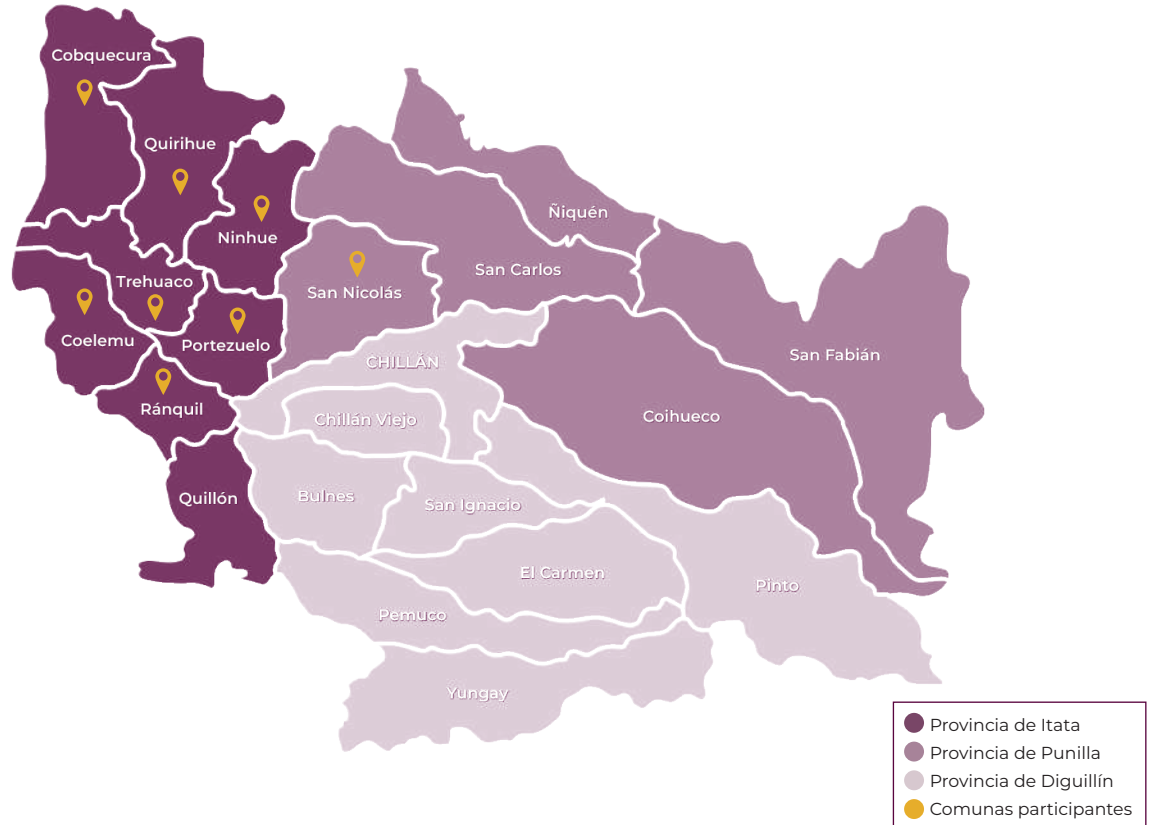 Cobquecura
Quirihue
Ñiquén
Ninhue
San Carlos
Trehuaco
San Nicolás
Coelemu
Portezuelo
San Fabián
CHILLÁN
Ránquil
Chillán Viejo
Coihueco
Quillón
Bulnes
San Ignacio
El Carmen
Pinto
Pemuco
Yungay
Provincia de Itata
Provincia de Punilla
Provincia de Diguillín
Comunas participantes